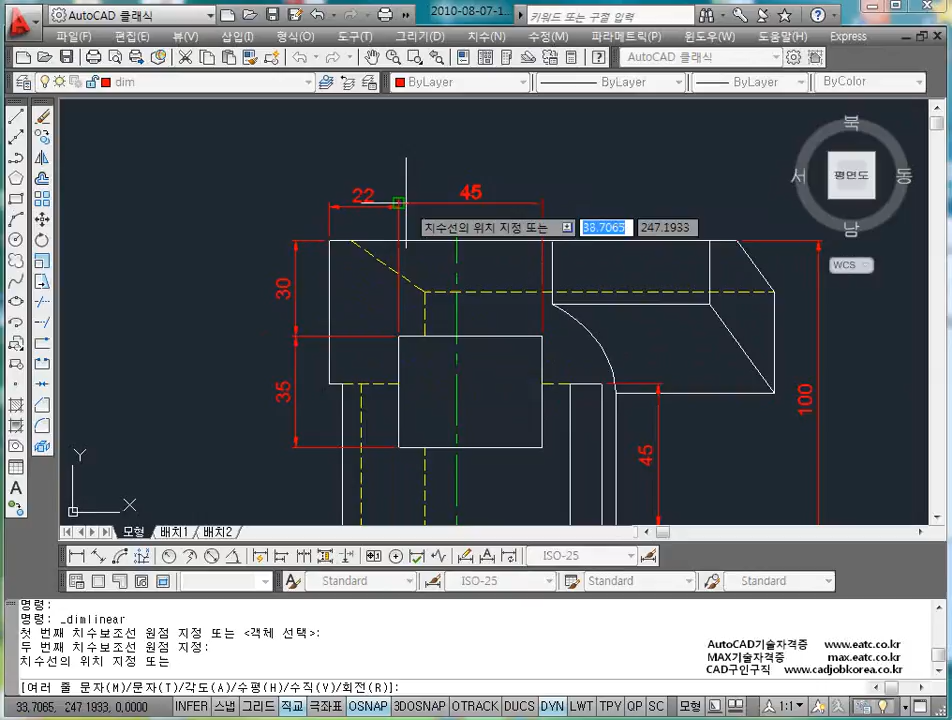 AutoCAD 클래식
2010-08-07-1...
키워드 또는 구절 입력
파일(F) 편집(E) 뷰(V) 삽입(I) 형식(O) 도구(T) 그리기(D) 치수(N) 수정(M) 파라메트릭(P) 윈도우(W) 도움말(H) Express
AutoCAD 클래식
dim ByLayer ByLayer ByLayer ByColor
북
서 평면도 동
남
WCS
22 45
치수선의 위치 지정 또는 33.7065 247.1933
30
35
100
45
Y
X
모형 배치1 배치2
ISO-25
Standard ISO-25 Standard Standard
명령:
명령: _dimlinear
첫 번째 치수보조선 원점 지정 또는 <객체 선택>:
두 번째 치수보조선 원점 지정:
치수선의 위치 지정 또는
[여러 줄 문자(M)/문자(T)/각도(A)/수평(H)/수직(V)/회전(R)]:
AutoCAD기술자격증 www.eatc.co.kr
MAX기술자격증 max.eatc.co.kr
CAD구인구직 www.cadjobkorea.co.kr
33.7065, 247.1933, 0.0000 INFER 스냅 그리드 직교 극좌표 OSNAP 3DOSNAP OTRACK DUCS DYN LWT TPY QP SC 모형 1:1